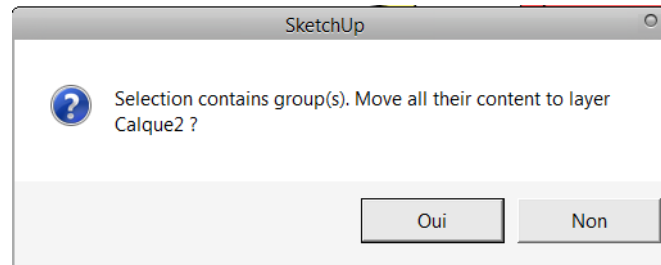 SketchUp
Selection contains group(s). Move all their content to layer
Calque2 ?
Oui
Non